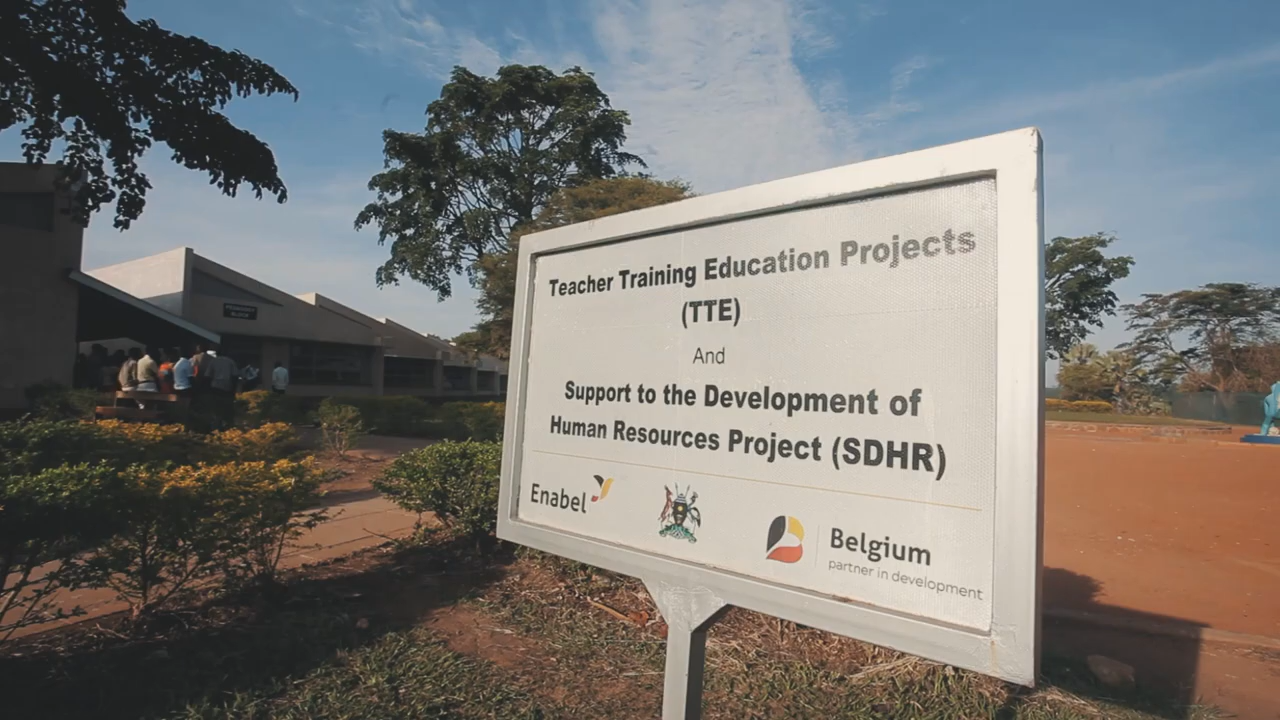 Teacher Training Education Projects
(TTE)
And
Support to the Development of
Human Resources Project (SDHR)
Enabel
Belgium
partner in development